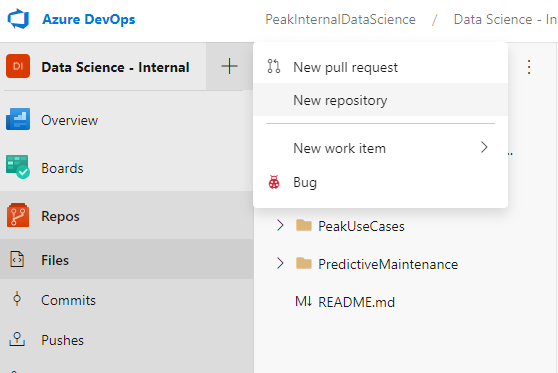 Azure DevOps
PeakInternalDataScience / Data Science - In
DI Data Science - Internal
New pull request
New repository
New work item
Bug
Overview
Boards
Repos
Files
Commits
Pushes
PeakUseCases
PredictiveMaintenance
M↓ README.md